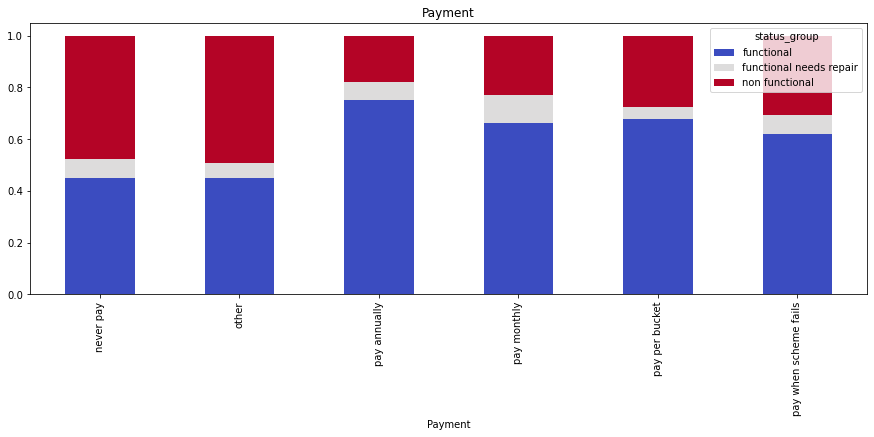 Payment
1.0
0.8
0.6
0.4
0.2
0.0
status_group
functional
functional needs repair
non functional
never pay
other
pay annually
pay monthly
pay per bucket
pay when scheme fails
Payment